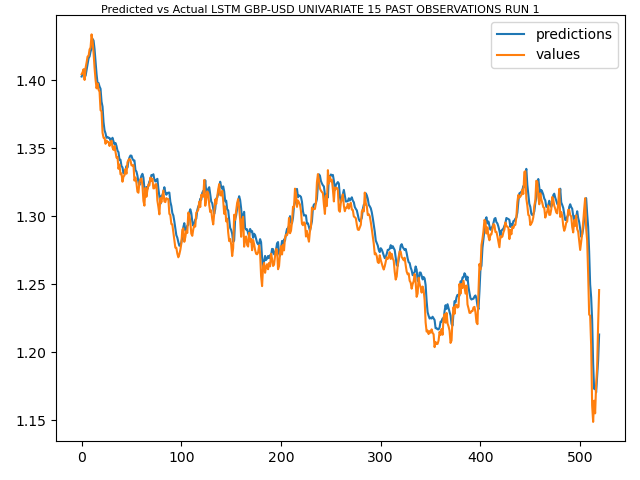 Predicted vs Actual LSTM GBP-USD UNIVARIATE 15 PAST OBSERVATIONS RUN 1
predictions
values
1.40
1.35
1.30
1.25
1.20
1.15
0 100 200 300 400 500